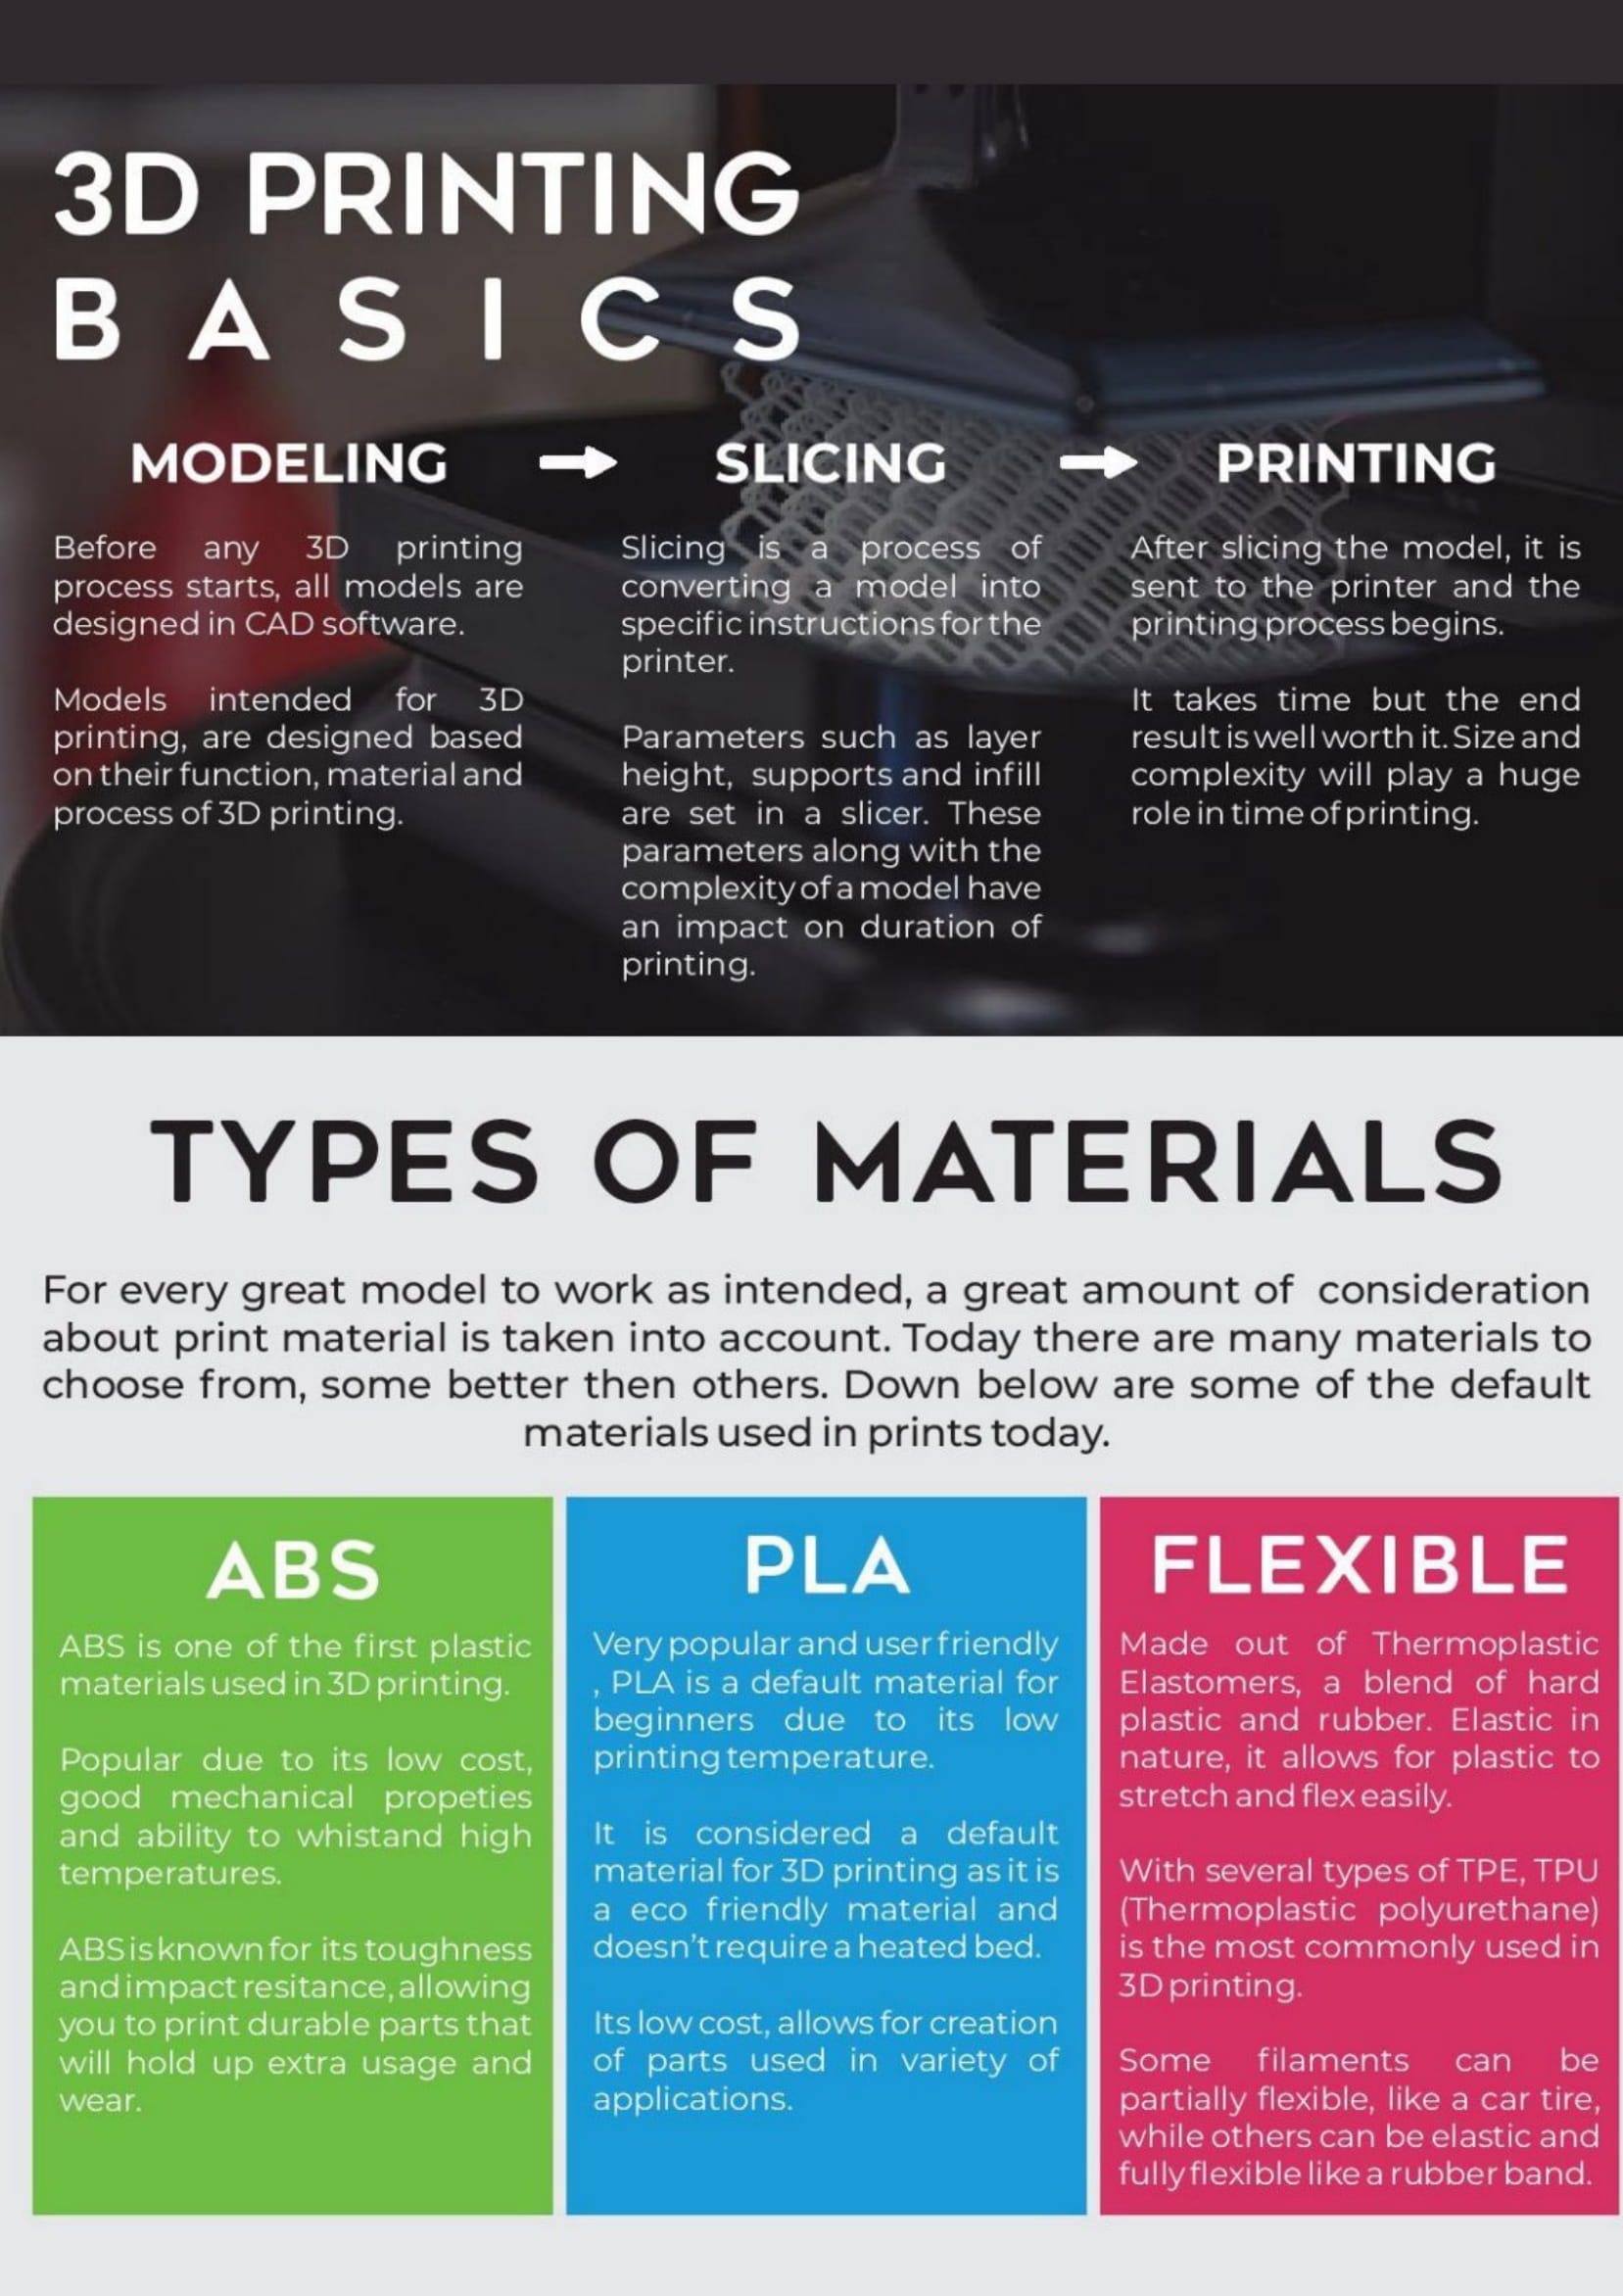 3D PRINTING
BASICS
MODELING
Before any 3D printing
process starts, all models are
designed in CAD software.
Models intended for 3D
printing, are designed based
on their function, material and
process of 3D printing.
SLICING
Slicing is a process of
converting a model into
specific instructions for the
printer.
Parameters such as layer
height, supports and infill
are set in a slicer. These
parameters along with the
complexity of a model have
an impact on duration of
printing.
PRINTING
After slicing the model, it is
sent to the printer and the
printing process begins.
It takes time but the end
result is well worth it. Size and
complexity will play a huge
role in time of printing.
TYPES OF MATERIALS
For every great model to work as intended, a great amount of consideration
about print material is taken into account. Today there are many materials to
choose from, some better then others. Down below are some of the default
materials used in prints today.
ABS
ABS is one of the first plastic
materials used in 3D printing.
Popular due to its low cost,
good mechanical propeties
and ability to whistand high
temperatures.
ABS is known for its toughness
and impact resitance, allowing
you to print durable parts that
will hold up extra usage and
wear.
PLA
Very popular and user friendly
, PLA is a default material for
beginners due to its low
printing temperature.
It is considered a default
material for 3D printing as it is
a eco friendly material and
doesn't require a heated bed.
Its low cost, allows for creation
of parts used in variety of
applications.
FLEXIBLE
Made out of Thermoplastic
Elastomers, a blend of hard
plastic and rubber. Elastic in
nature, it allows for plastic to
stretch and flex easily.
With several types of TPE, TPU
(Thermoplastic polyurethane)
is the most commonly used in
3D printing.
Some filaments can be
partially flexible, like a car tire,
while others can be elastic and
fully flexible like a rubber band.